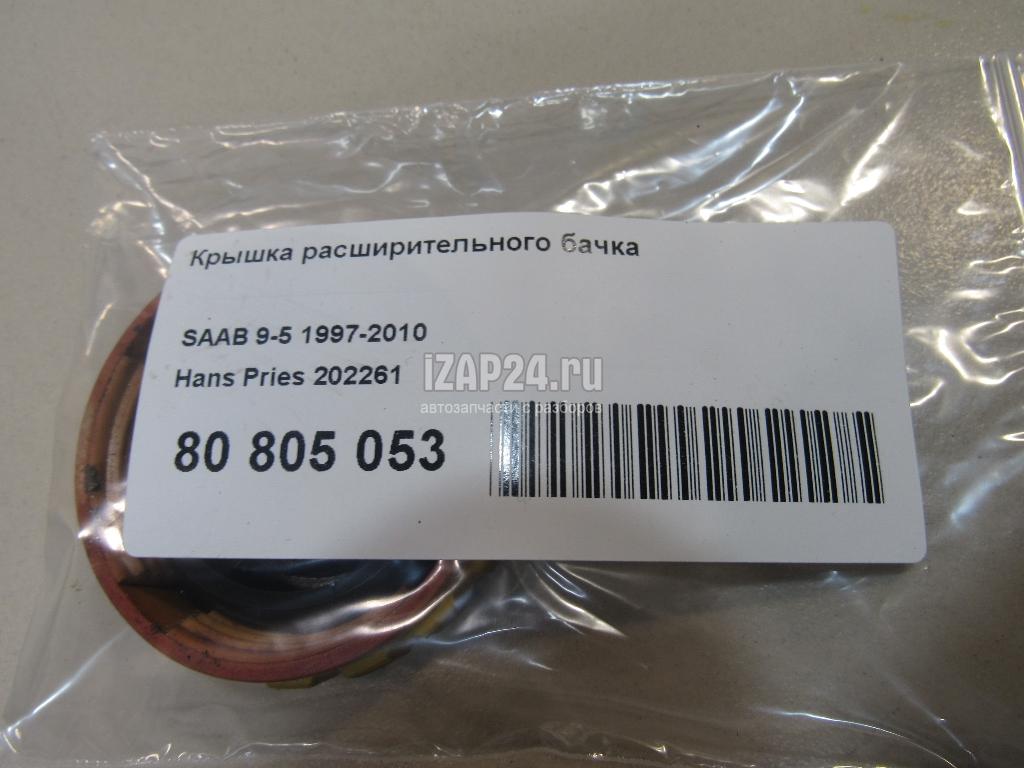 Крышка расширительного бачка
SAAB 9-5 1997-2010
Hans Pries 202261
iZAP24.ru
автозапчасти с разборов
80 805 053